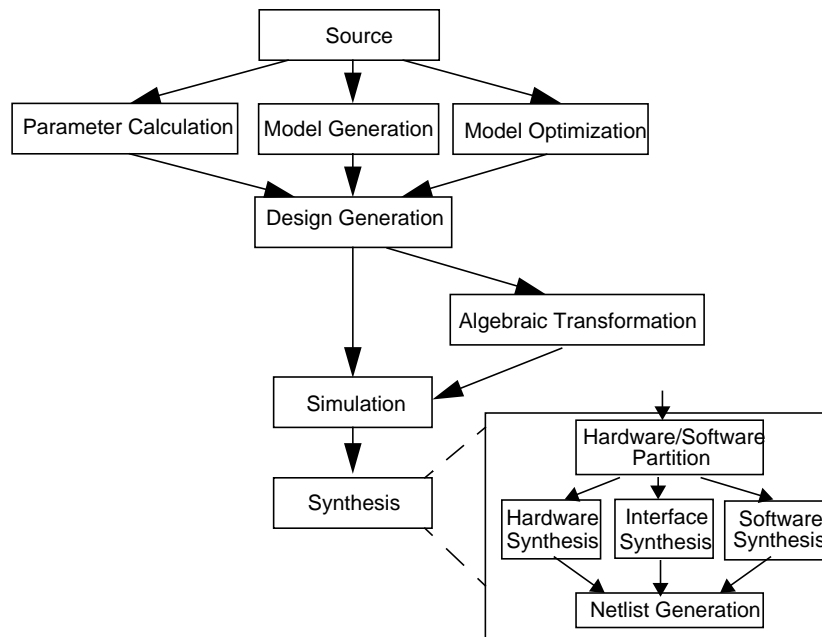 Source
Parameter Calculation
Model Generation
Model Optimization
Design Generation
Algebraic Transformation
Simulation
Synthesis
Hardware/Software
Partition
Hardware
Synthesis
Interface
Synthesis
Software
Synthesis
Netlist Generation